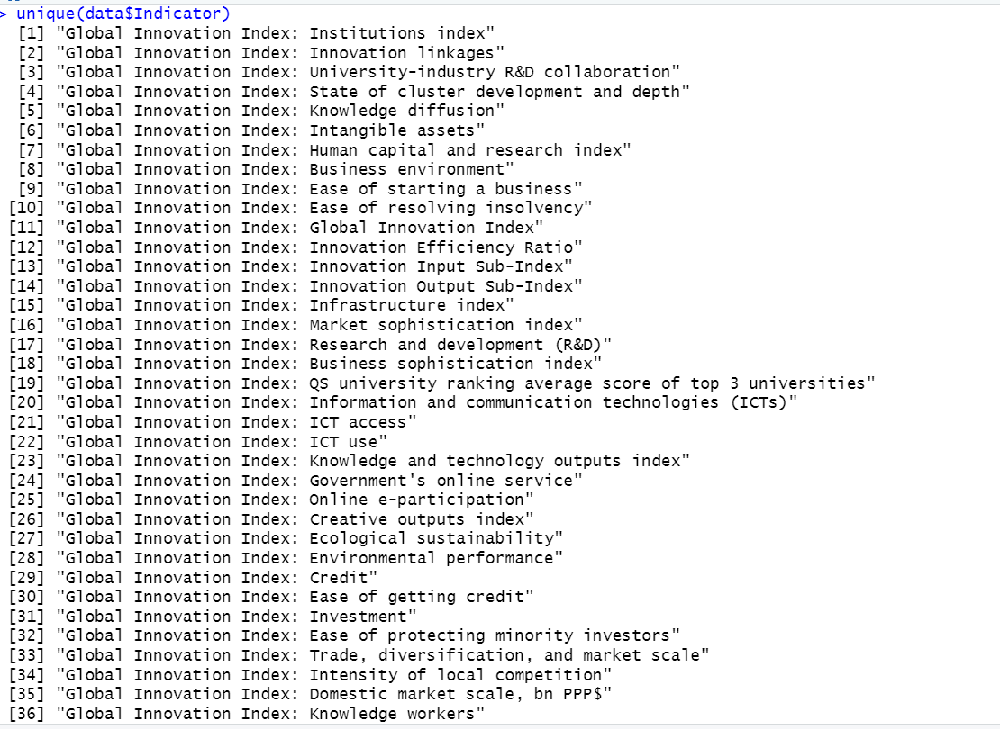 > unique(data$Indicator)
[1] "Global Innovation Index: Institutions index"
[2] "Global Innovation Index: Innovation linkages"
[3] "Global Innovation Index: University-industry R&D collaboration"
[4] "Global Innovation Index: State of cluster development and depth"
[5] "Global Innovation Index: Knowledge diffusion"
[6] "Global Innovation Index: Intangible assets"
[7] "Global Innovation Index: Human capital and research index"
[8] "Global Innovation Index: Business environment"
[9] "Global Innovation Index: Ease of starting a business"
[10] "Global Innovation Index: Ease of resolving insolvency"
[11] "Global Innovation Index: Global Innovation Index"
[12] "Global Innovation Index: Innovation Efficiency Ratio"
[13] "Global Innovation Index: Innovation Input Sub-Index"
[14] "Global Innovation Index: Innovation Output Sub-Index"
[15] "Global Innovation Index: Infrastructure index"
[16] "Global Innovation Index: Market sophistication index"
[17] "Global Innovation Index: Research and development (R&D)"
[18] "Global Innovation Index: Business sophistication index"
[19] "Global Innovation Index: QS university ranking average score of top 3 universities"
[20] "Global Innovation Index: Information and communication technologies (ICTs)"
[21] "Global Innovation Index: ICT access"
[22] "Global Innovation Index: ICT use"
[23] "Global Innovation Index: Knowledge and technology outputs index"
[24] "Global Innovation Index: Government's online service"
[25] "Global Innovation Index: Online e-participation"
[26] "Global Innovation Index: Creative outputs index"
[27] "Global Innovation Index: Ecological sustainability"
[28] "Global Innovation Index: Environmental performance"
[29] "Global Innovation Index: Credit"
[30] "Global Innovation Index: Ease of getting credit"
[31] "Global Innovation Index: Investment"
[32] "Global Innovation Index: Ease of protecting minority investors"
[33] "Global Innovation Index: Trade, diversification, and market scale"
[34] "Global Innovation Index: Intensity of local competition"
[35] "Global Innovation Index: Domestic market scale, bn PPP$"
[36] "Global Innovation Index: Knowledge workers"